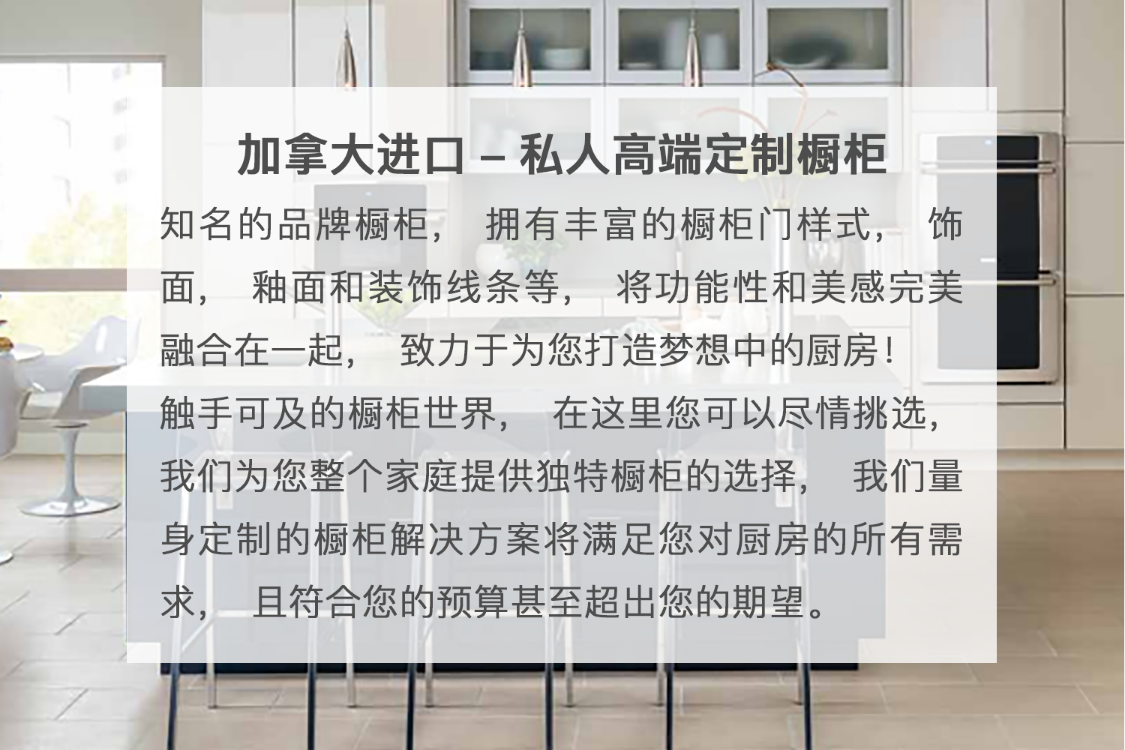 加拿大进口 – 私人高端定制橱柜
知名的品牌橱柜, 拥有丰富的橱柜门样式, 饰
面, 釉面和装饰线条等, 将功能性和美感完美
融合在一起, 致力于为您打造梦想中的厨房!
触手可及的橱柜世界, 在这里您可以尽情挑选,
我们为您整个家庭提供独特橱柜的选择, 我们量
身定制的橱柜解决方案将满足您对厨房的所有需
求, 且符合您的预算甚至超出您的期望。